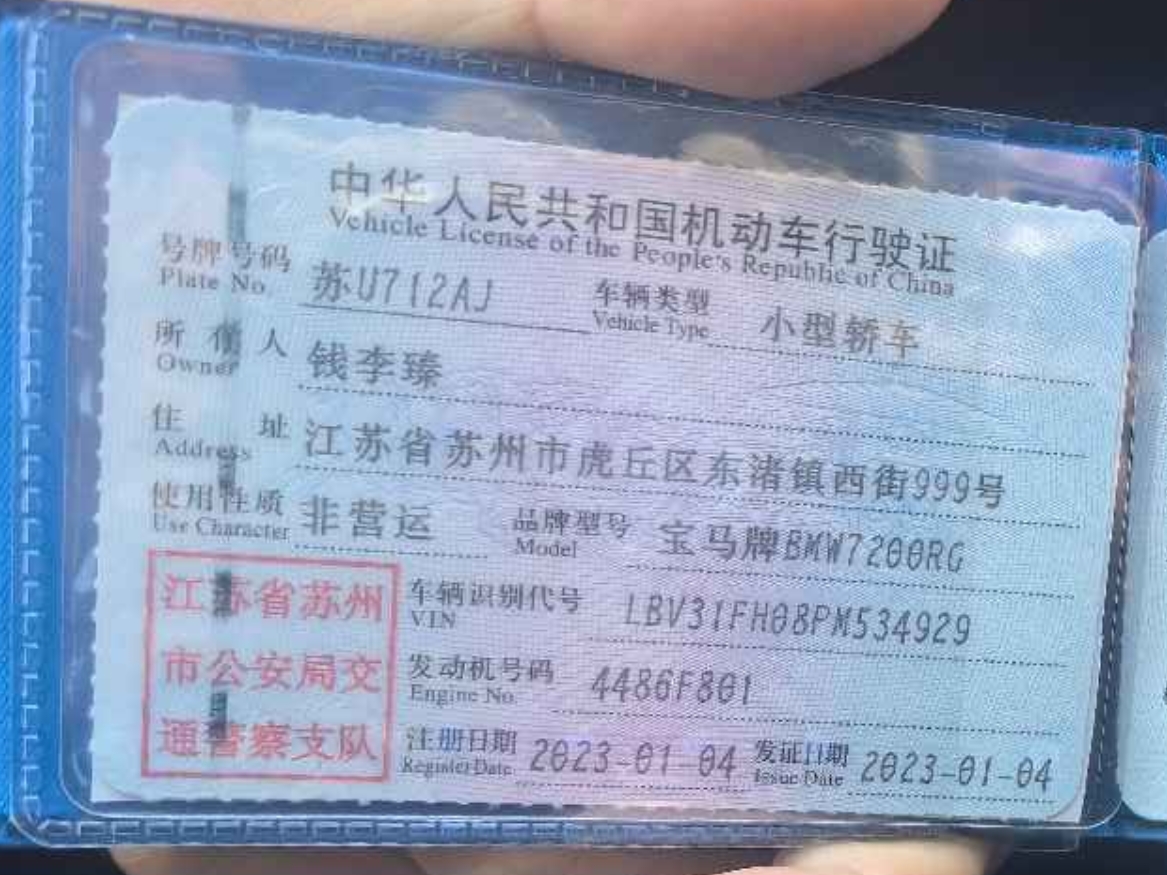 中华人民共和国机动车行驶证
Vehicle License of the People's Republic of China
号牌号码 苏U712AJ 车辆类型 小型轿车
Plate No. Vehicle Type
所有人 钱李臻
Owner
住址 江苏省苏州市虎丘区东渚镇西街999号
Address
使用性质 非营运 品牌型号 宝马牌BMW7200RG
Use Character Model
江苏省苏州
市公安局交
通警察支队
车辆识别代号 LBV31FH08PM534929
VIN
发动机号码 4486F801
Engine No.
注册日期 2023-01-04 发证日期 2023-01-04
Register Date Issue Date